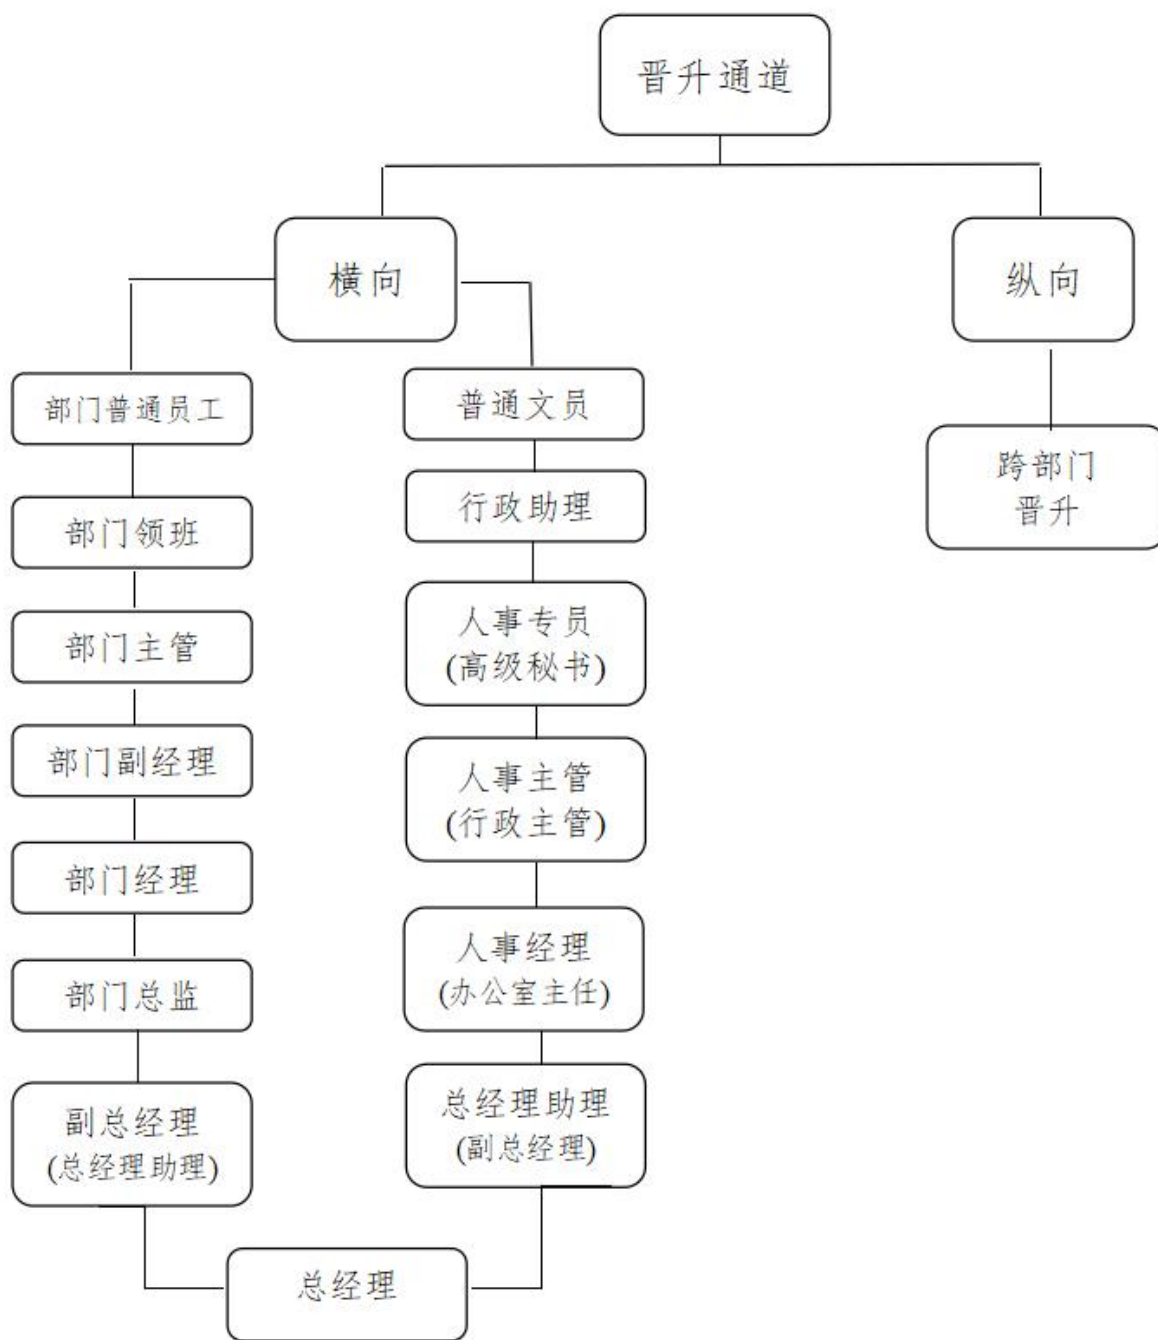 晋升通道
横向
纵向
部门普通员工
普通文员
跨部门
晋升
行政助理
部门领班
人事专员
(高级秘书)
部门主管
部门副经理
人事主管
(行政主管)
部门经理
人事经理
(办公室主任)
部门总监
副总经理
(总经理助理)
总经理助理
(副总经理)
总经理